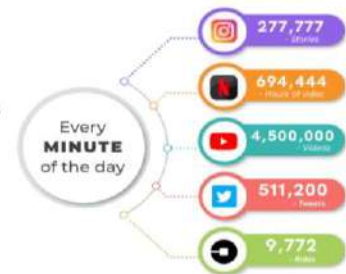 Every
MINUTE
of the day
277,777
- Stories
694,444
- Hours of video
4,500,000
- Videos
511,200
- Tweets
9,772
- Rides